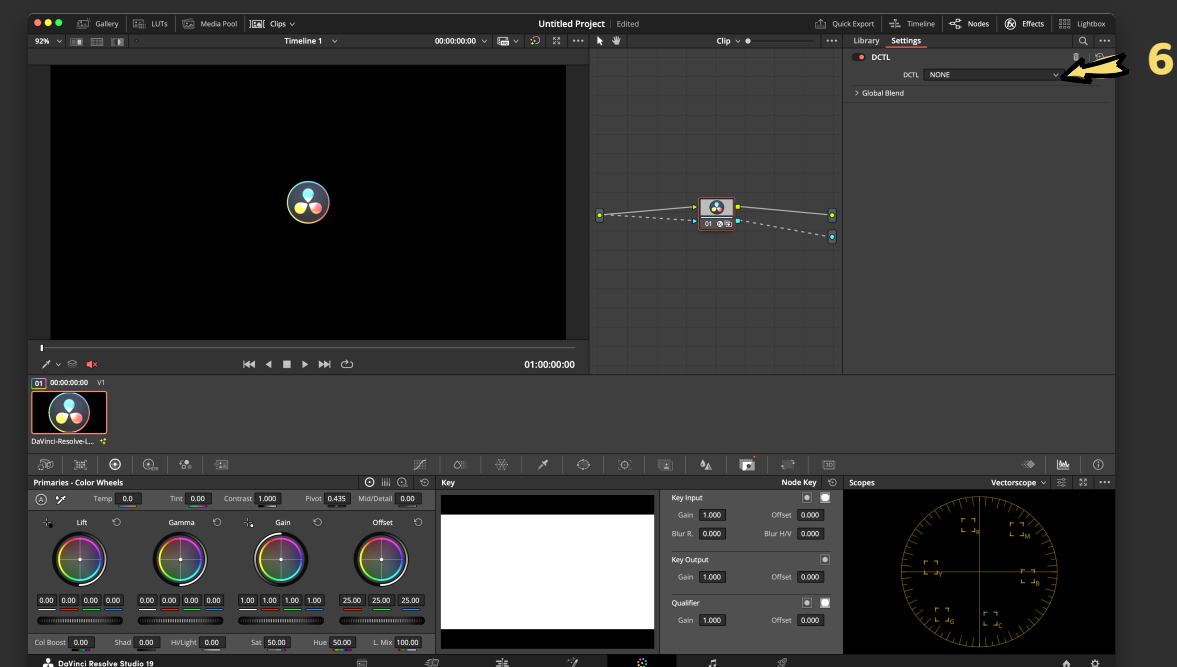 Gallery LUTs Media Pool Clips Untitled Project Edited Quick Export Timeline Nodes Effects Lightbox
92% Timeline 1 00:00:00:00 Clip Library Settings
6
DCTL
DCTL NONE
Global Blend
01
01:00:00:00
01 00:00:00:00 V1
DaVinci-Resolve-L...
Primaries - Color Wheels Key Node Key Scopes Vectorscope
A Temp 0.0 Tint 0.00 Contrast 1.000 Pivot 0.435 Mid/Detail 0.00
Lift Gamma Gain Offset
0.00 0.00 0.00 0.00 0.00 0.00 0.00 0.00 1.00 1.00 1.00 1.00 25.00 25.00 25.00
Col Boost 0.00 Shad 0.00 Hi/Light 0.00 Sat 50.00 Hue 50.00 L. Mix 100.00
Key Input
Gain 1.000 Offset 0.000
Blur R. 0.000 Blur H/V 0.000
Key Output
Gain 1.000 Offset 0.000
Qualifier
Gain 1.000 Offset 0.000
R M
Y B
G C
DaVinci Resolve Studio 19